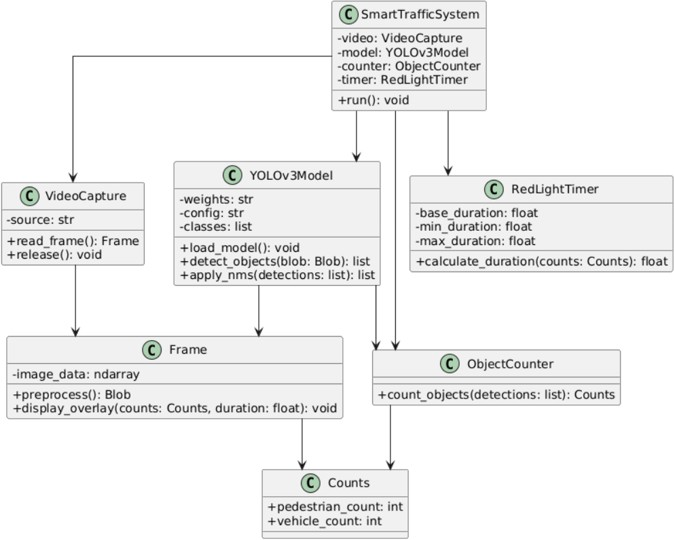 C SmartTrafficSystem
-video: VideoCapture
-model: YOLOv3Model
-counter: ObjectCounter
-timer: RedLightTimer
+run(): void
C VideoCapture
-source: str
+read_frame(): Frame
+release(): void
C YOLOv3Model
-weights: str
-config: str
-classes: list
+load_model(): void
+detect_objects(blob: Blob): list
+apply_nms(detections: list): list
C RedLightTimer
-base_duration: float
-min_duration: float
-max_duration: float
+calculate_duration(counts: Counts): float
C Frame
-image_data: ndarray
+preprocess(): Blob
+display_overlay(counts: Counts, duration: float): void
C ObjectCounter
+count_objects(detections: list): Counts
C Counts
+pedestrian_count: int
+vehicle_count: int